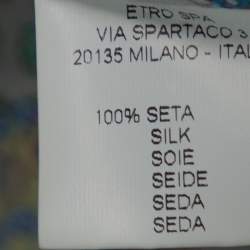 ETRO SPA
VIA SPARTACO 3
20135 MILANO - ITAL
100% SETA
SILK
SOIE
SEIDE
SEDA
SEDA